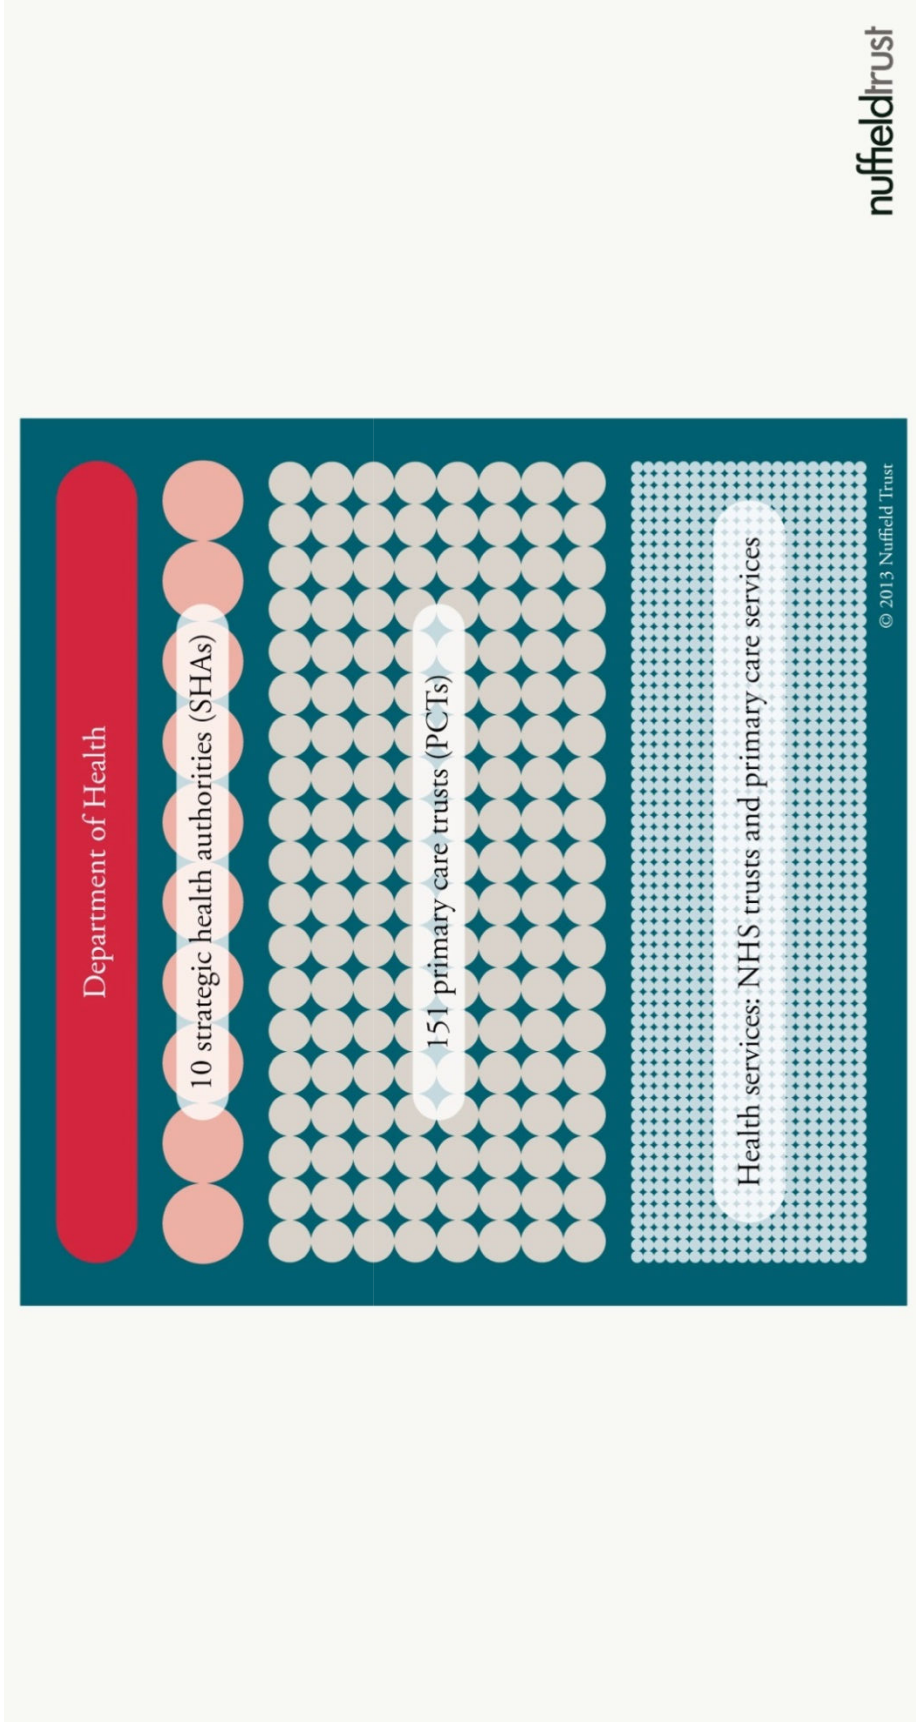 Department of Health
10 strategic health authorities (SHAs)
151 primary care trusts (PCTs)
Health services: NHS trusts and primary care services
© 2013 Nuffield Trust
nuffieldtrust